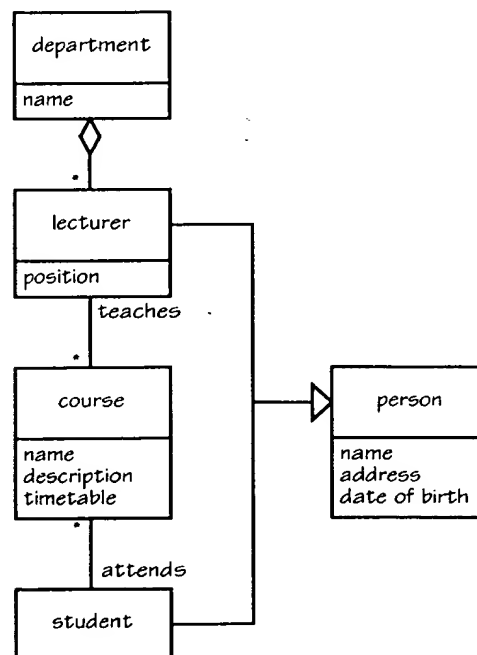 department
name
*
lecturer
position
teaches
*
course
name
description
timetable
*
attends
student
person
name
address
date of birth